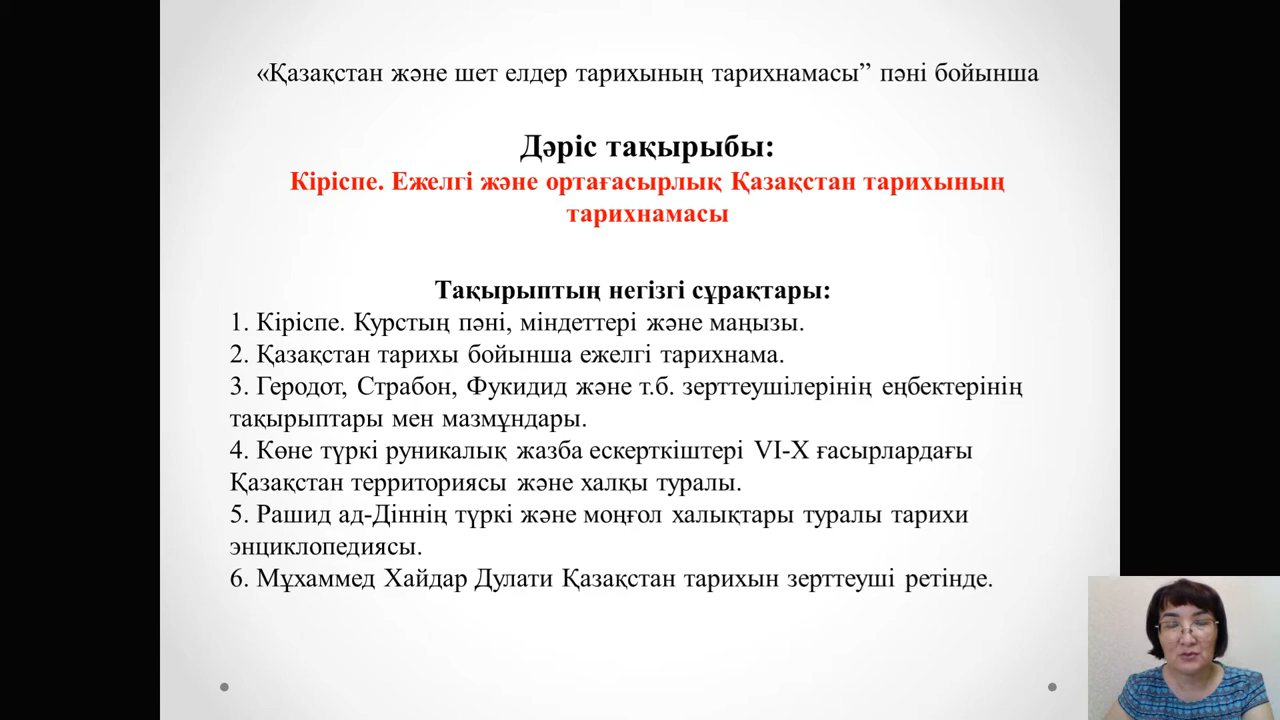 «Қазақстан және шет елдер тарихының тарихнамасы” пәні бойынша
Дәріс тақырыбы:
Кіріспе. Ежелгі және ортағасырлық Қазақстан тарихының
тарихнамасы
Тақырыптың негізгі сұрақтары:
1. Кіріспе. Курстың пәні, міндеттері және маңызы.
2. Қазақстан тарихы бойынша ежелгі тарихнама.
3. Геродот, Страбон, Фукидид және т.б. зерттеушілерінің еңбектерінің
тақырыптары мен мазмұндары.
4. Көне түркі руникалық жазба ескерткіштері VI-X ғасырлардағы
Қазақстан территориясы және халқы туралы.
5. Рашид ад-Діннің түркі және моңғол халықтары туралы тарихи
энциклопедиясы.
6. Мұхаммед Хайдар Дулати Қазақстан тарихын зерттеуші ретінде.